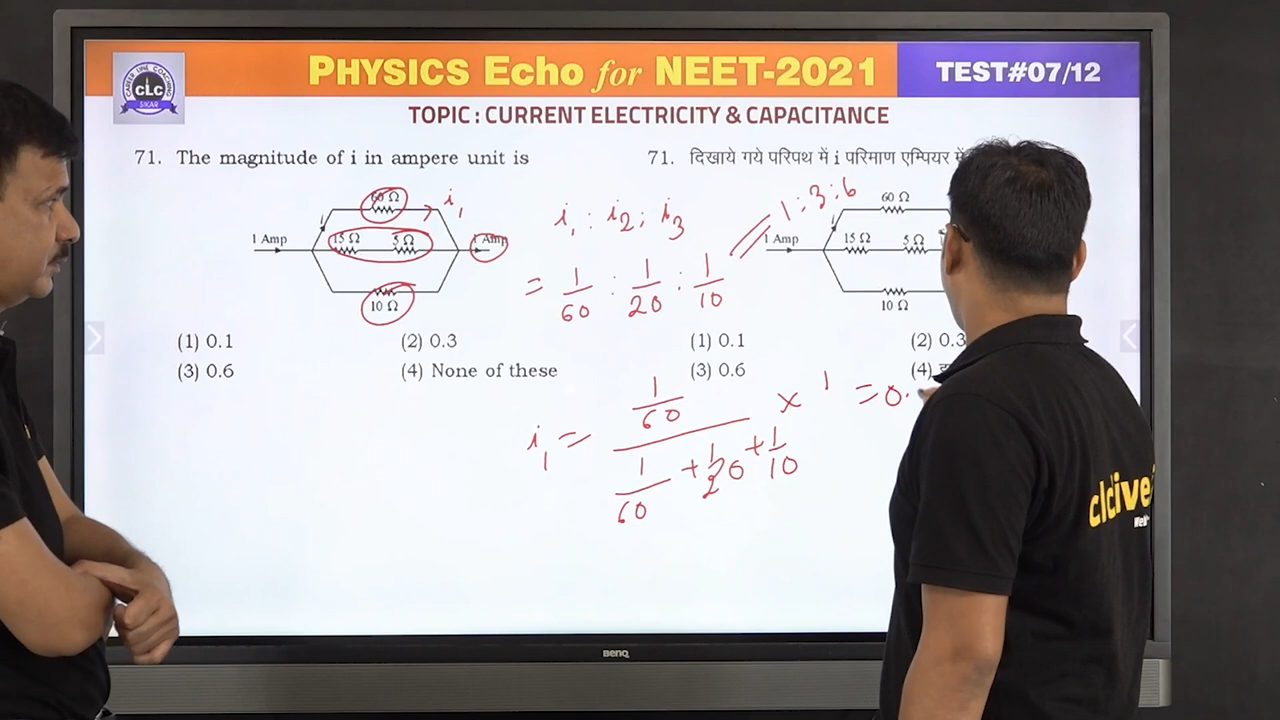 PHYSICS Echo for NEET-2021
TEST#07/12
CLC
SIKAR
TOPIC : CURRENT ELECTRICITY & CAPACITANCE
71. The magnitude of i in ampere unit is
60 Ω
i₁
1 Amp
i
15 Ω
5 Ω
1 Amp
10 Ω
(1) 0.1
(2) 0.3
(3) 0.6
(4) None of these
i₁ : i₂ : i₃
= 1/60 : 1/20 : 1/10
1 : 3 : 6
i₁ = (1/60)/(1/60 + 1/20 + 1/10) × 1 = 0.
71. दिखाये गये परिपथ में i परिमाण एम्पियर में
60 Ω
1 Amp
i
15 Ω
5 Ω
10 Ω
(1) 0.1
(2) 0.3
(3) 0.6
(4)
BenQ